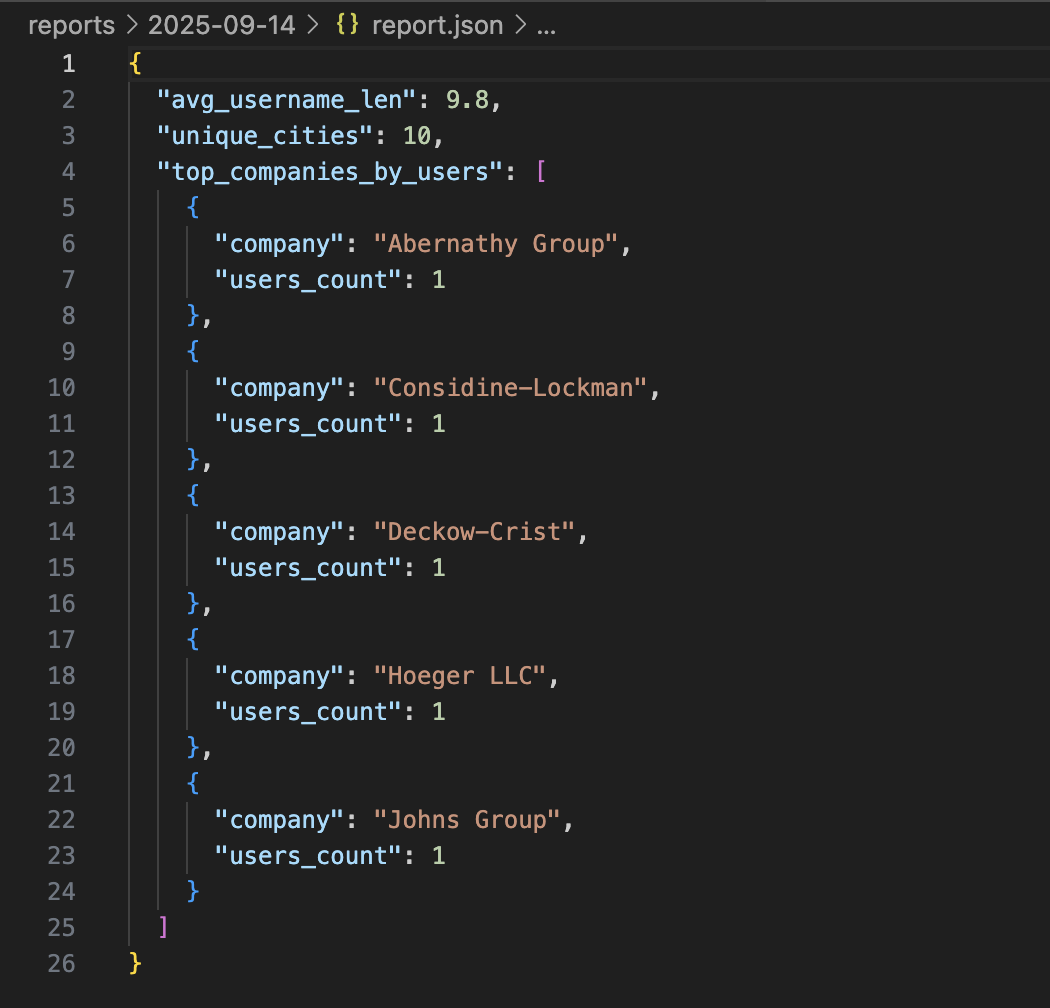 reports > 2025-09-14 > {} report.json > ...
1 {
2   "avg_username_len": 9.8,
3   "unique_cities": 10,
4   "top_companies_by_users": [
5     {
6       "company": "Abernathy Group",
7       "users_count": 1
8     },
9     {
10       "company": "Considine-Lockman",
11       "users_count": 1
12     },
13     {
14       "company": "Deckow-Crist",
15       "users_count": 1
16     },
17     {
18       "company": "Hoeger LLC",
19       "users_count": 1
20     },
21     {
22       "company": "Johns Group",
23       "users_count": 1
24     }
25   ]
26 }